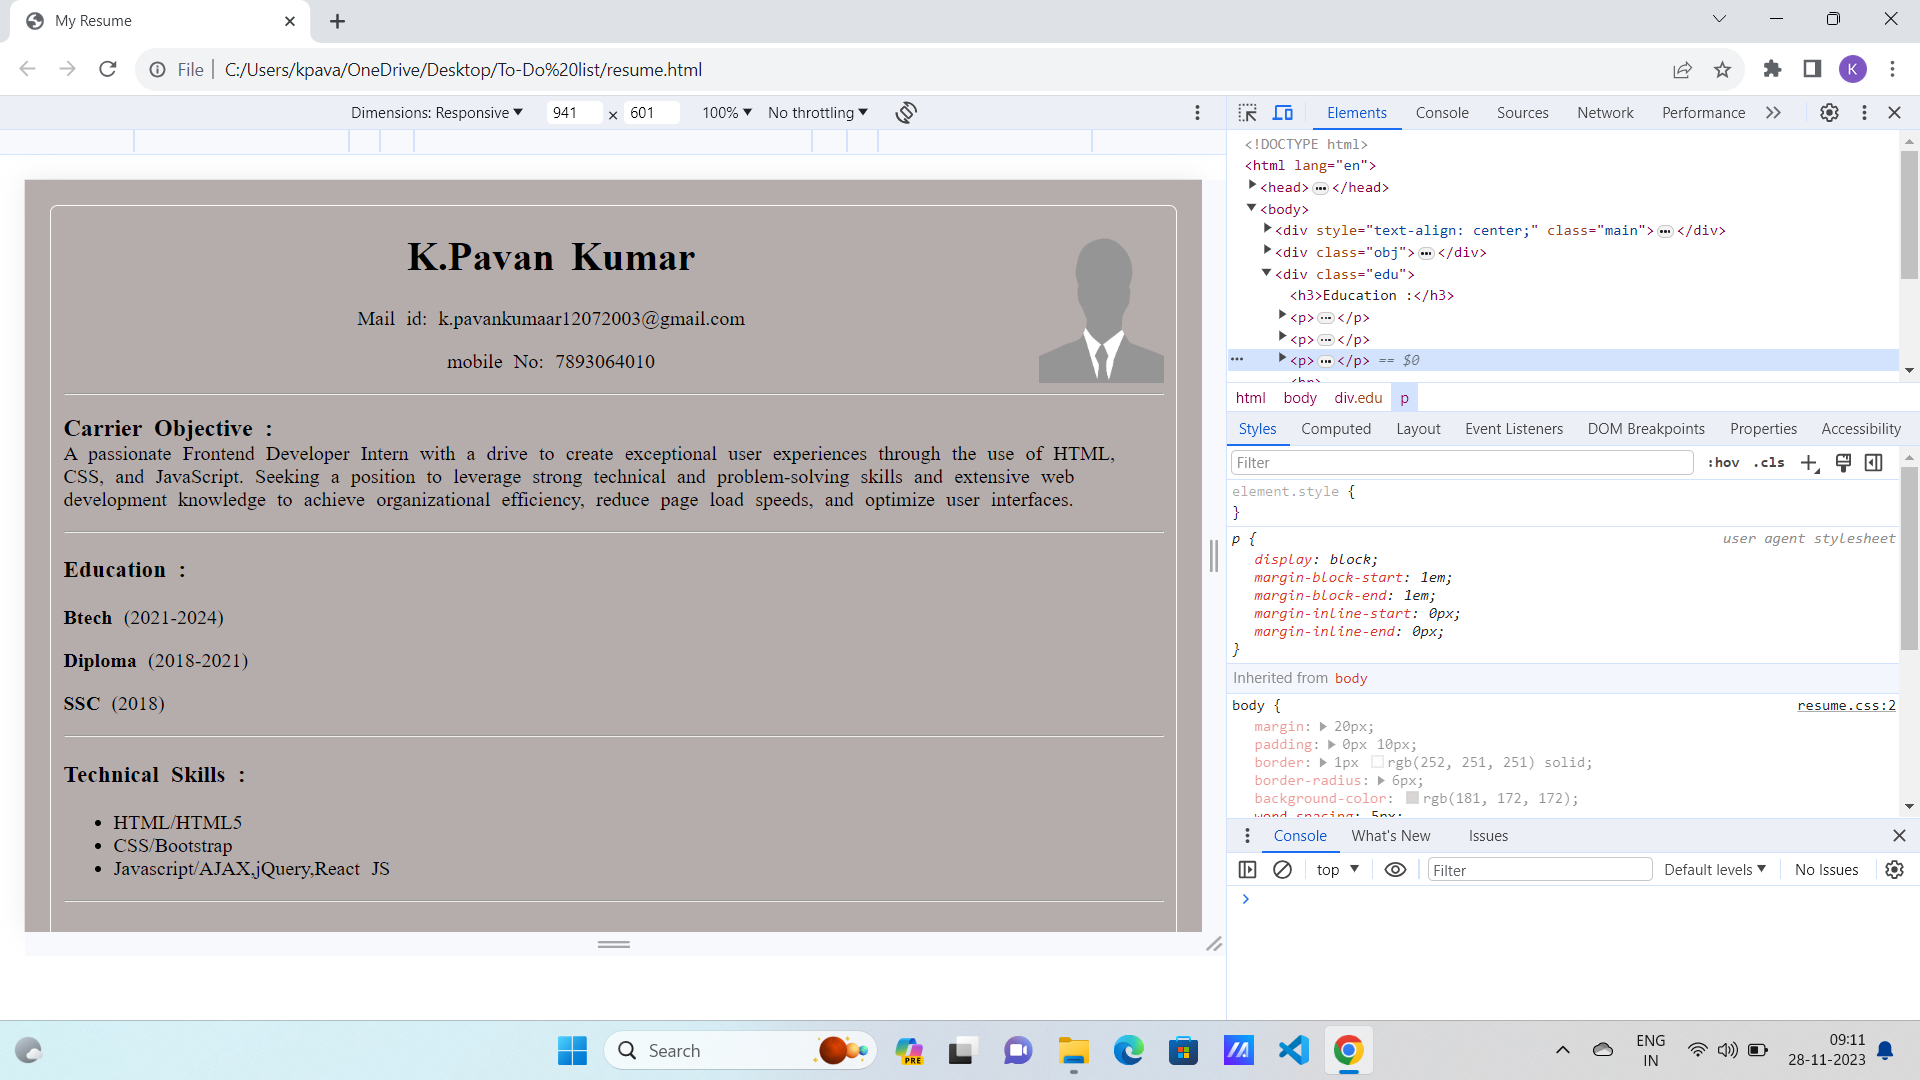 My Resume
File C:/Users/kpava/OneDrive/Desktop/To-Do%20list/resume.html K
Dimensions: Responsive 941 x 601 100% No throttling
Elements Console Sources Network Performance
K.Pavan Kumar
Mail id: k.pavankumaar12072003@gmail.com
mobile No: 7893064010
Carrier Objective :
A passionate Frontend Developer Intern with a drive to create exceptional user experiences through the use of HTML,
CSS, and JavaScript. Seeking a position to leverage strong technical and problem-solving skills and extensive web
development knowledge to achieve organizational efficiency, reduce page load speeds, and optimize user interfaces.
Education :
Btech (2021-2024)
Diploma (2018-2021)
SSC (2018)
Technical Skills :
HTML/HTML5
CSS/Bootstrap
Javascript/AJAX,jQuery,React JS
<!DOCTYPE html>
<html lang="en">
<head>…</head>
<body>
<div style="text-align: center;" class="main">…</div>
<div class="obj">…</div>
<div class="edu">
<h3>Education :</h3>
<p>…</p>
<p>…</p>
<p>…</p> == $0
<hr>
html body div.edu p
Styles Computed Layout Event Listeners DOM Breakpoints Properties Accessibility
Filter :hov .cls
element.style {
}
p { user agent stylesheet
display: block;
margin-block-start: 1em;
margin-block-end: 1em;
margin-inline-start: 0px;
margin-inline-end: 0px;
}
Inherited from body
body { resume.css:2
margin: 20px;
padding: 0px 10px;
border: 1px rgb(252, 251, 251) solid;
border-radius: 6px;
background-color: rgb(181, 172, 172);
word-spacing: 5px;
Console What's New Issues
top Filter Default levels No Issues
Search PRE
ENG
IN
09:11
28-11-2023